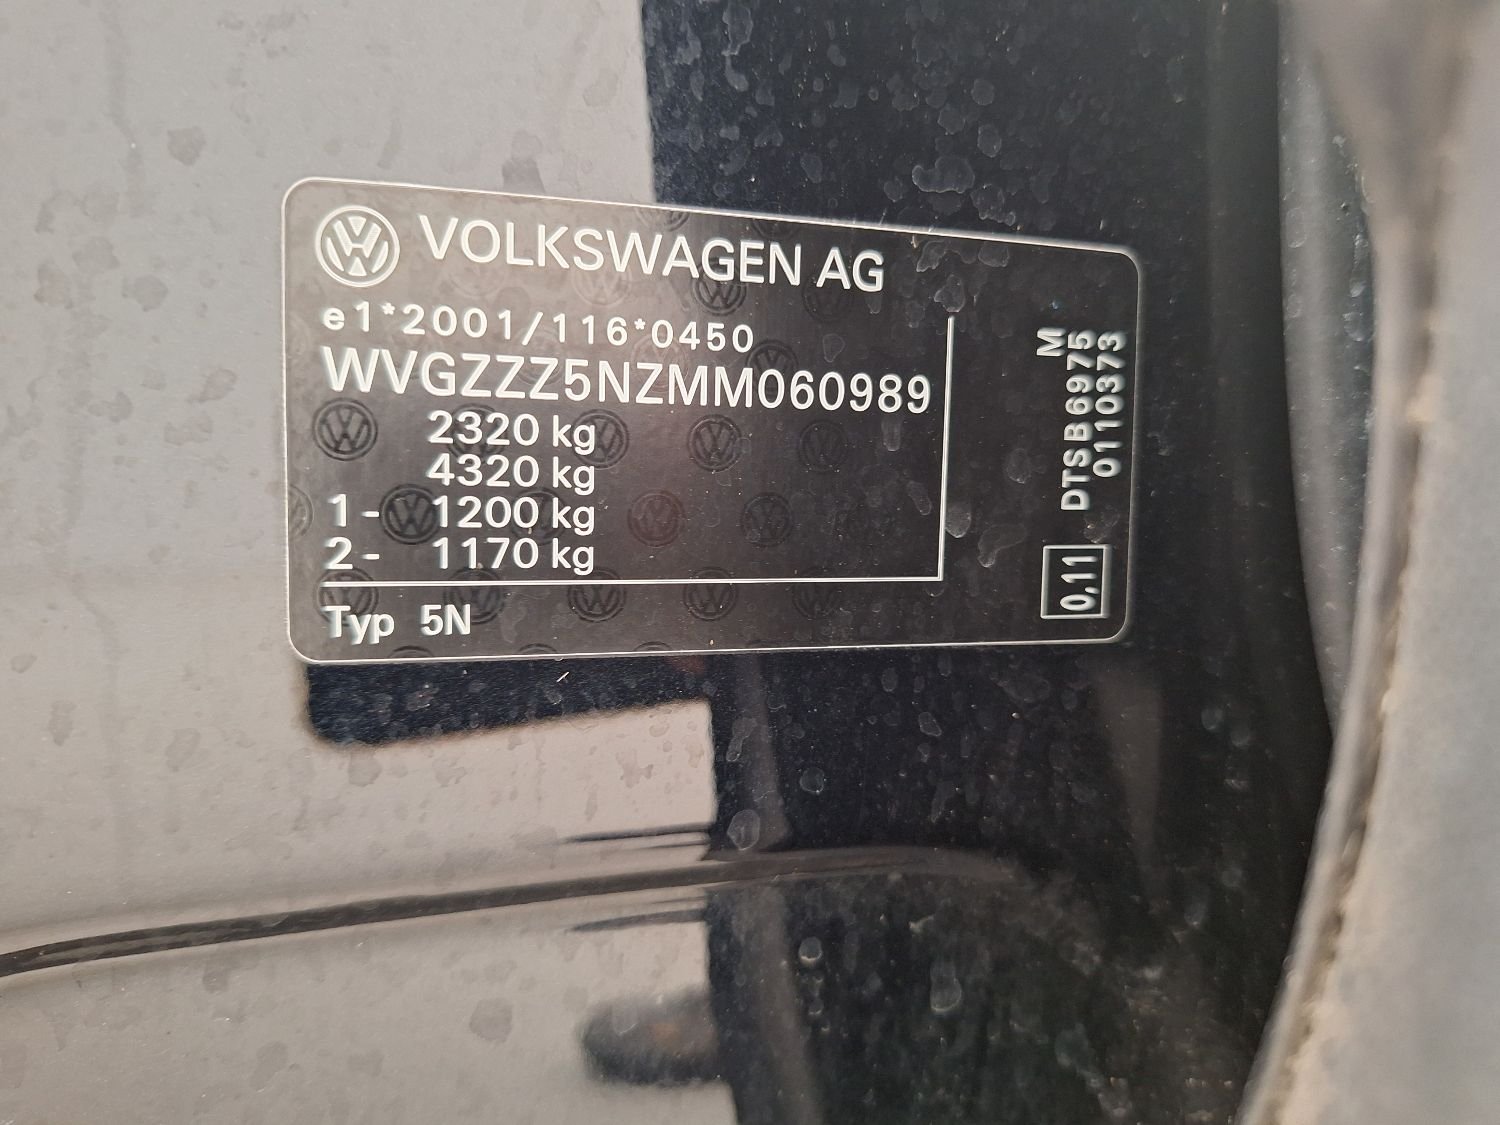 VOLKSWAGEN AG
e1*2001/116*0450
WVGZZZ5NZMM060989
2320 kg
4320 kg
1- 1200 kg
2- 1170 kg
Typ 5N
M
DTSB6975
0110373
0,11